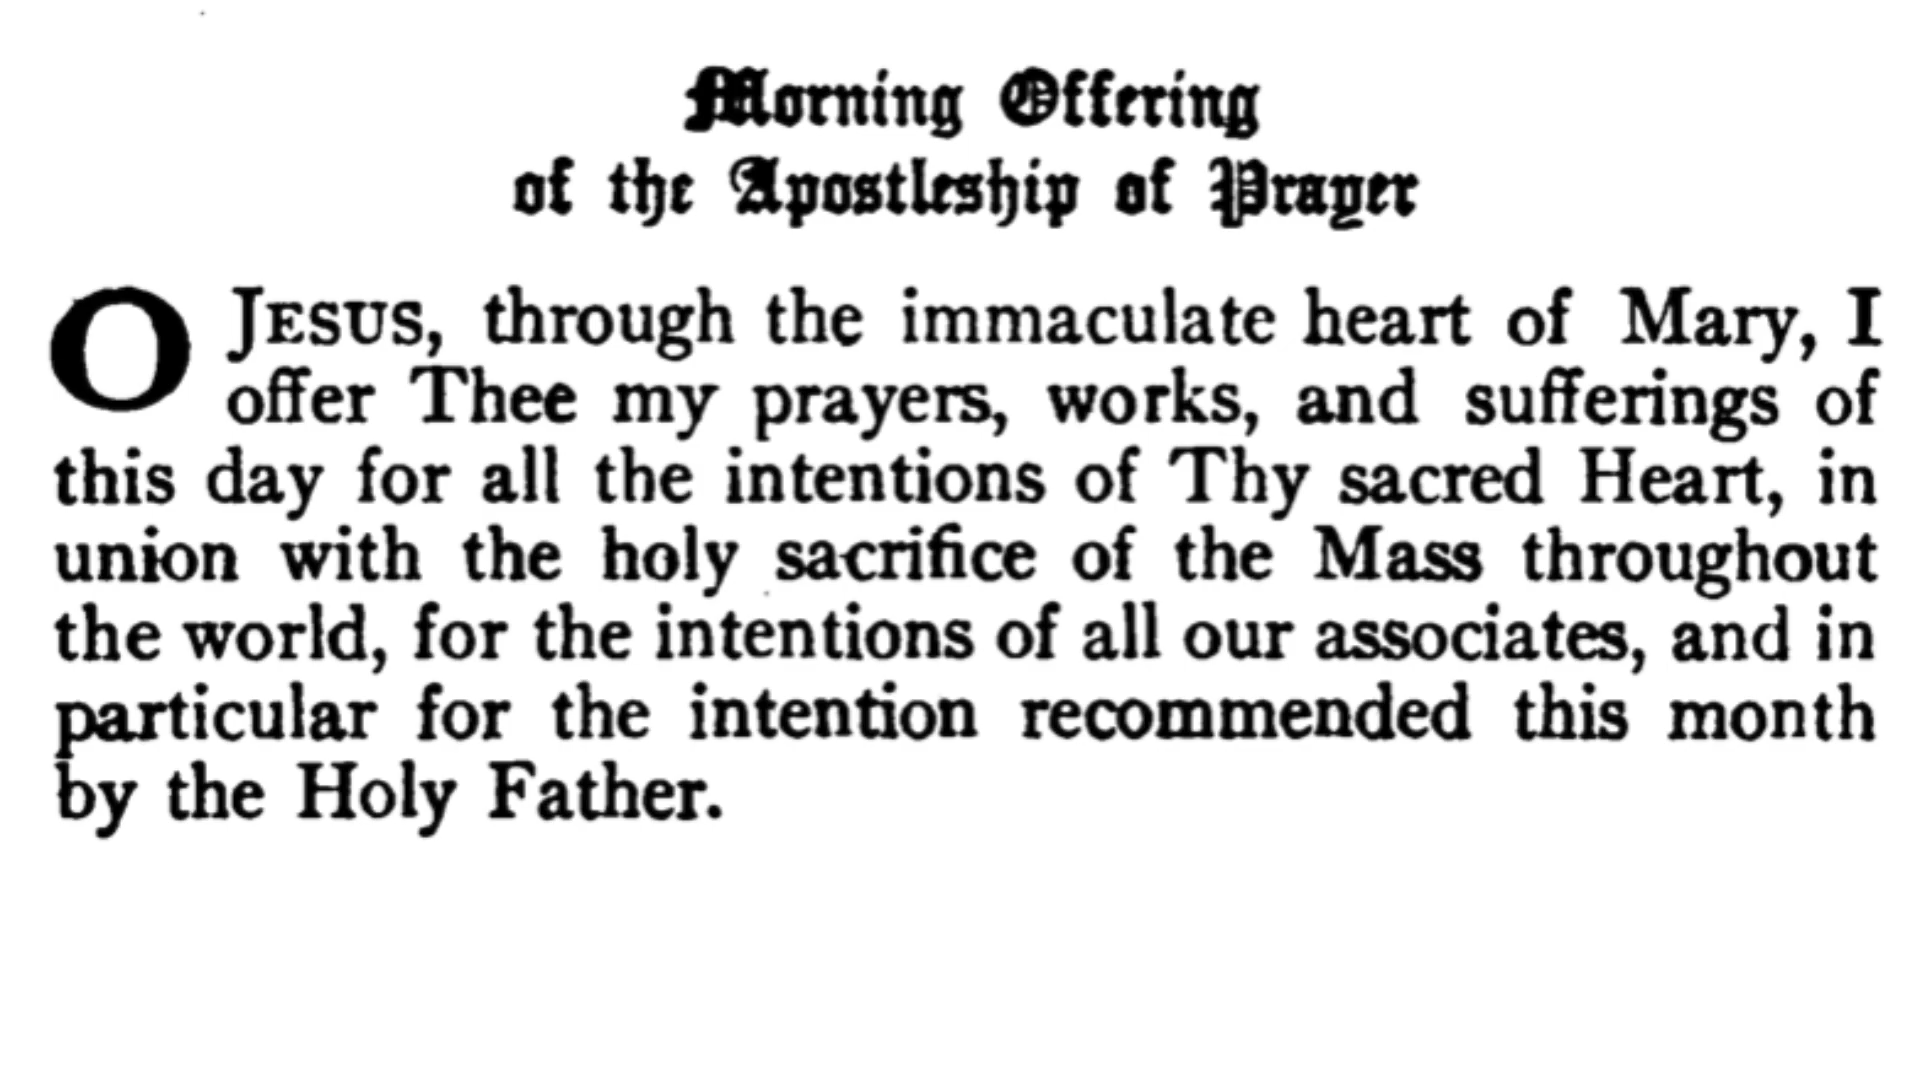 Morning Offering
of the Apostleship of Prayer
O JESUS, through the immaculate heart of Mary, I
offer Thee my prayers, works, and sufferings of
this day for all the intentions of Thy sacred Heart, in
union with the holy sacrifice of the Mass throughout
the world, for the intentions of all our associates, and in
particular for the intention recommended this month
by the Holy Father.